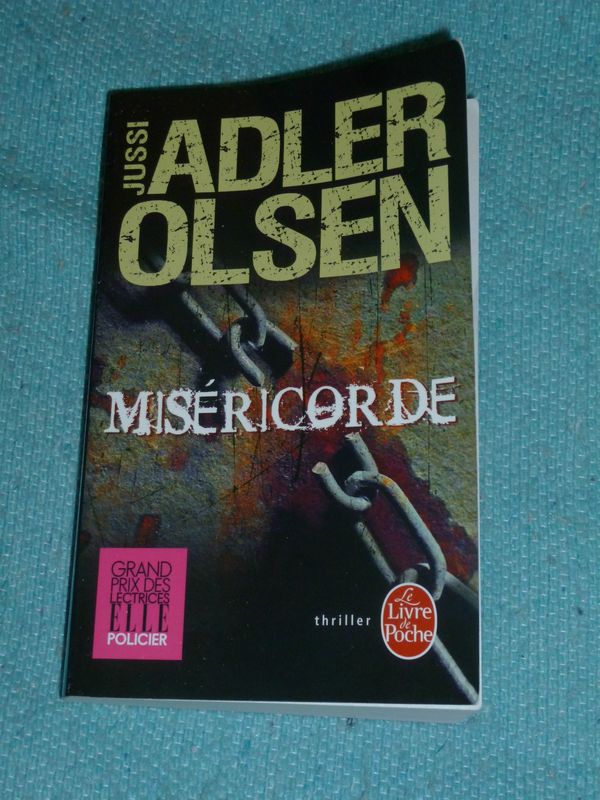 JUSSI
ADLER
OLSEN
MISÉRICORDE
GRAND
PRIX DES
LECTRICES
ELLE
POLICIER
thriller
Le
Livre
de
Poche